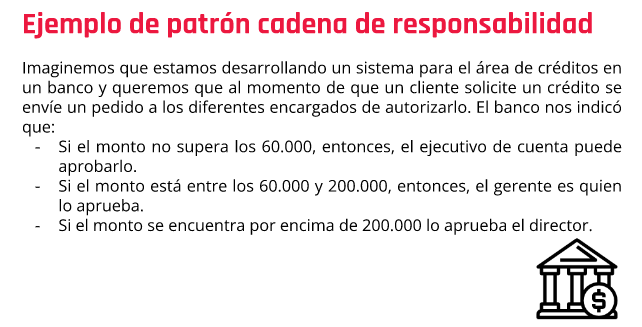 Ejemplo de patrón cadena de responsabilidad
Imaginemos que estamos desarrollando un sistema para el área de créditos en
un banco y queremos que al momento de que un cliente solicite un crédito se
envíe un pedido a los diferentes encargados de autorizarlo. El banco nos indicó
que:
- Si el monto no supera los 60.000, entonces, el ejecutivo de cuenta puede
aprobarlo.
- Si el monto está entre los 60.000 y 200.000, entonces, el gerente es quien
lo aprueba.
- Si el monto se encuentra por encima de 200.000 lo aprueba el director.
$